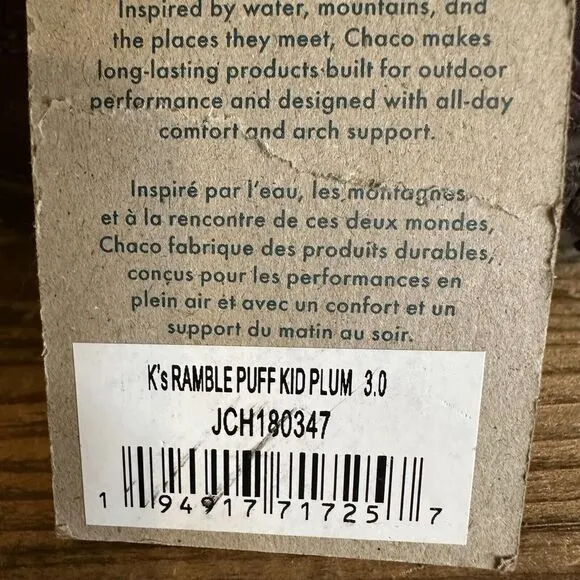 Inspired by water, mountains, and
the places they meet, Chaco makes
long-lasting products built for outdoor
performance and designed with all-day
comfort and arch support.
Inspiré par l'eau, les montagnes
et à la rencontre de ces deux mondes,
Chaco fabrique des produits durables,
conçus pour les performances en
plein air et avec un confort et un
support du matin au soir.
K's RAMBLE PUFF KID PLUM 3.0
JCH180347
1 94917 71725 7